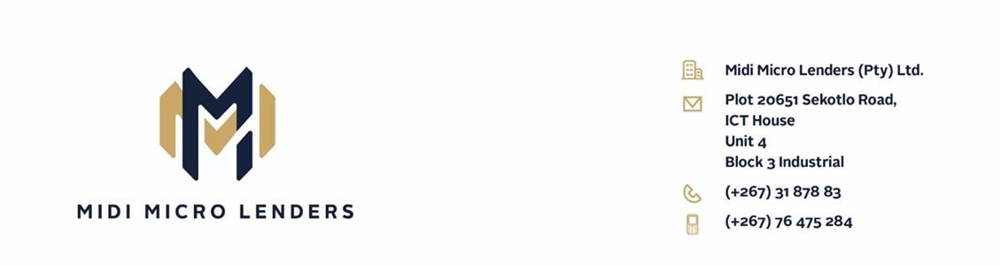 MIDI MICRO LENDERS
Midi Micro Lenders (Pty) Ltd.
Plot 20651 Sekotlo Road,
ICT House
Unit 4
Block 3 Industrial
(+267) 31 878 83
(+267) 76 475 284